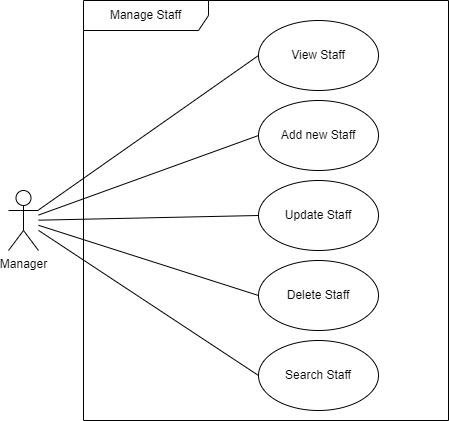 Manage Staff
View Staff
Add new Staff
Update Staff
Manager
Delete Staff
Search Staff